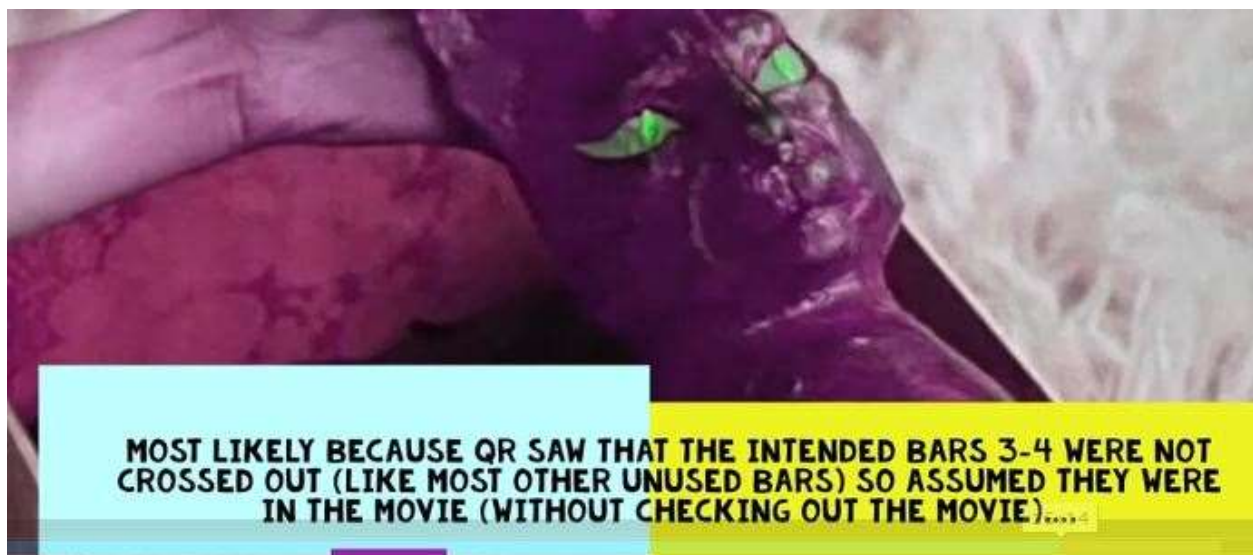 MOST LIKELY BECAUSE QR SAW THAT THE INTENDED BARS 3-4 WERE NOT
CROSSED OUT (LIKE MOST OTHER UNUSED BARS) SO ASSUMED THEY WERE
IN THE MOVIE (WITHOUT CHECKING OUT THE MOVIE)....